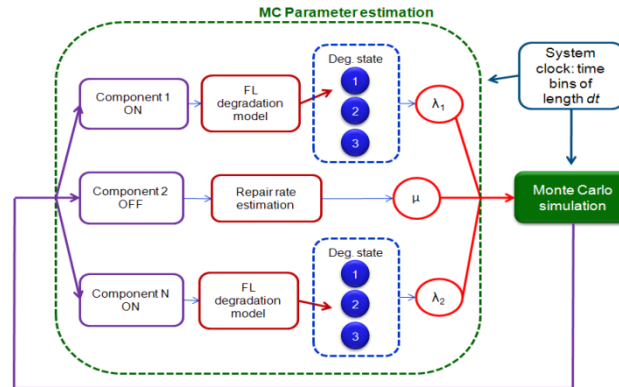 MC Parameter estimation
Component 1
ON
FL
degradation
model
Deg. state
1
2
3
λ1
System
clock: time
bins of
length dt
Component 2
OFF
Repair rate
estimation
μ
Monte Carlo
simulation
Component N
ON
FL
degradation
model
Deg. state
1
2
3
λ2